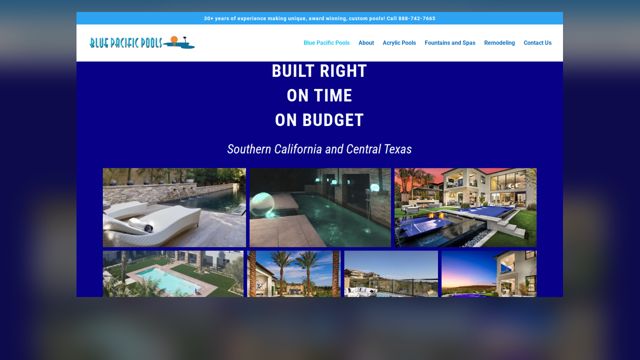 30+ years of experience making unique, award winning, custom pools! Call 888-742-7665
BLUE PACIFIC POOLS
Blue Pacific Pools About Acrylic Pools Fountains and Spas Remodeling Contact Us
BUILT RIGHT
ON TIME
ON BUDGET
Southern California and Central Texas